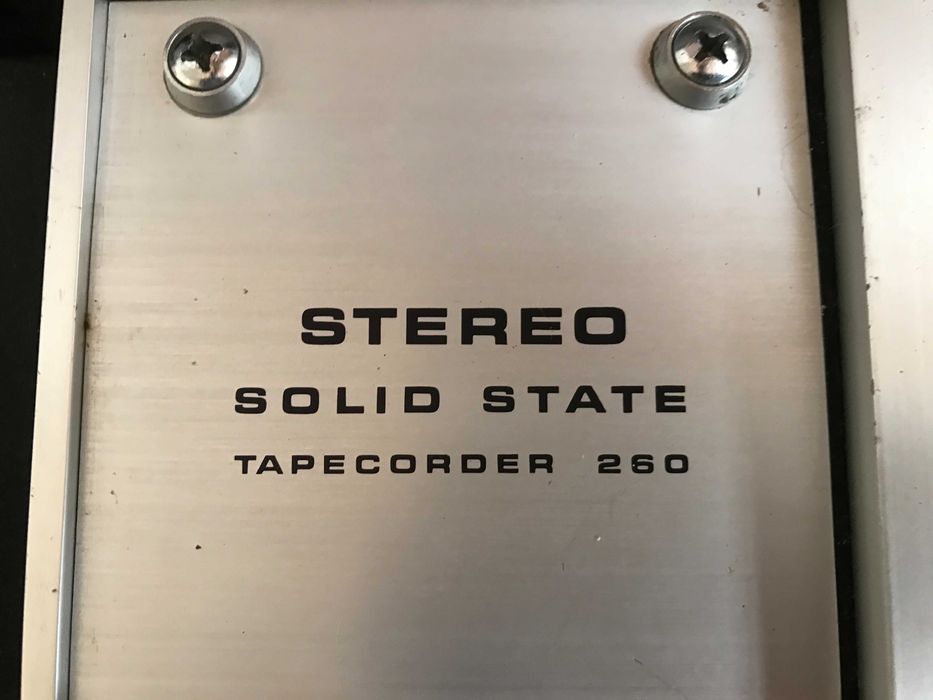 STEREO
SOLID STATE
TAPECORDER 260